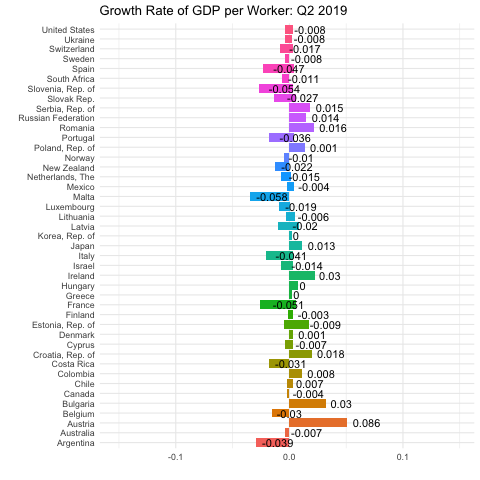 Growth Rate of GDP per Worker: Q2 2019
United States -0.008
Ukraine -0.008
Switzerland -0.017
Sweden -0.008
Spain -0.047
South Africa -0.011
Slovenia, Rep. of -0.054
Slovak Rep. -0.027
Serbia, Rep. of 0.015
Russian Federation 0.014
Romania 0.016
Portugal -0.036
Poland, Rep. of 0.001
Norway -0.01
New Zealand -0.022
Netherlands, The -0.015
Mexico -0.004
Malta -0.058
Luxembourg -0.019
Lithuania -0.006
Latvia -0.02
Korea, Rep. of 0
Japan 0.013
Italy -0.041
Israel -0.014
Ireland 0.03
Hungary 0
Greece 0
France -0.051
Finland -0.003
Estonia, Rep. of -0.009
Denmark 0.001
Cyprus -0.007
Croatia, Rep. of 0.018
Costa Rica -0.031
Colombia 0.008
Chile 0.007
Canada -0.004
Bulgaria 0.03
Belgium -0.03
Austria 0.086
Australia -0.007
Argentina -0.039
-0.1 0.0 0.1